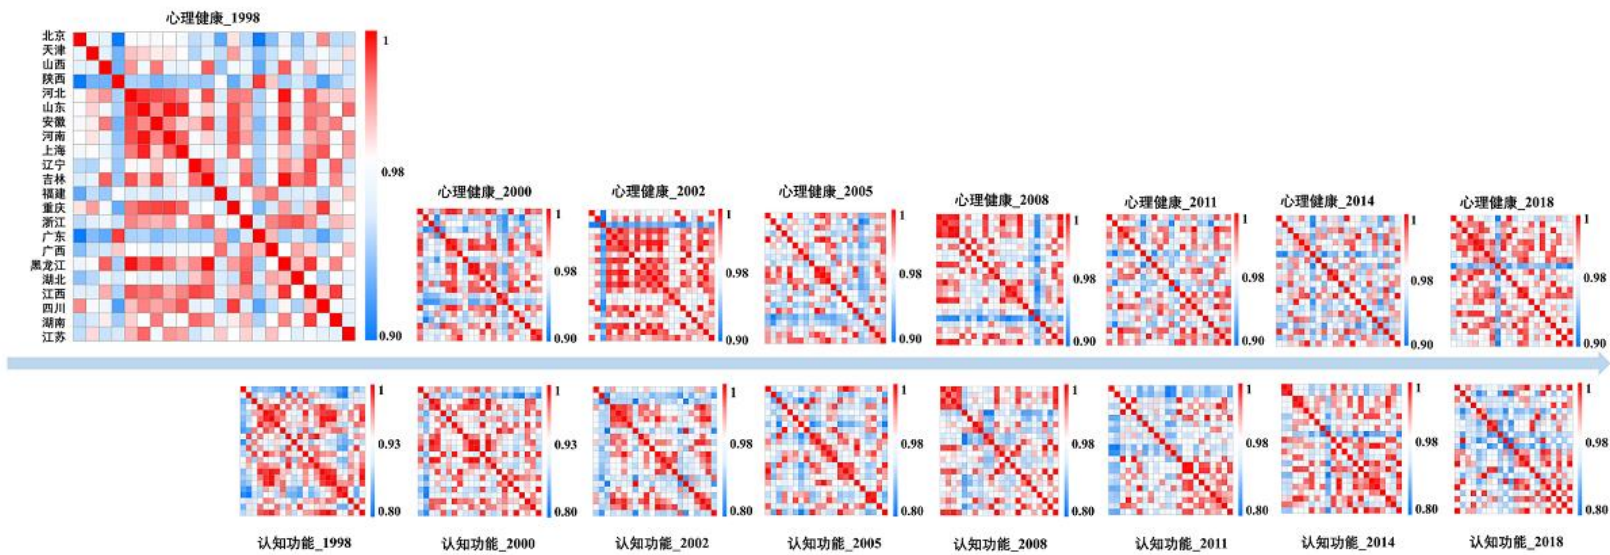 心理健康_1998
北京
天津
山西
陕西
河北
山东
安徽
河南
上海
辽宁
吉林
福建
重庆
浙江
广东
广西
黑龙江
湖北
江西
四川
湖南
江苏
1
0.98
0.90
心理健康_2000
1
0.98
0.90
心理健康_2002
1
0.98
0.90
心理健康_2005
1
0.98
0.90
心理健康_2008
1
0.98
0.90
心理健康_2011
1
0.98
0.90
心理健康_2014
1
0.98
0.90
心理健康_2018
1
0.98
0.90
1
0.93
0.80
认知功能_1998
1
0.93
0.80
认知功能_2000
1
0.98
0.80
认知功能_2002
1
0.98
0.80
认知功能_2005
1
0.98
0.80
认知功能_2008
1
0.98
0.80
认知功能_2011
1
0.98
0.80
认知功能_2014
1
0.98
0.80
认知功能_2018